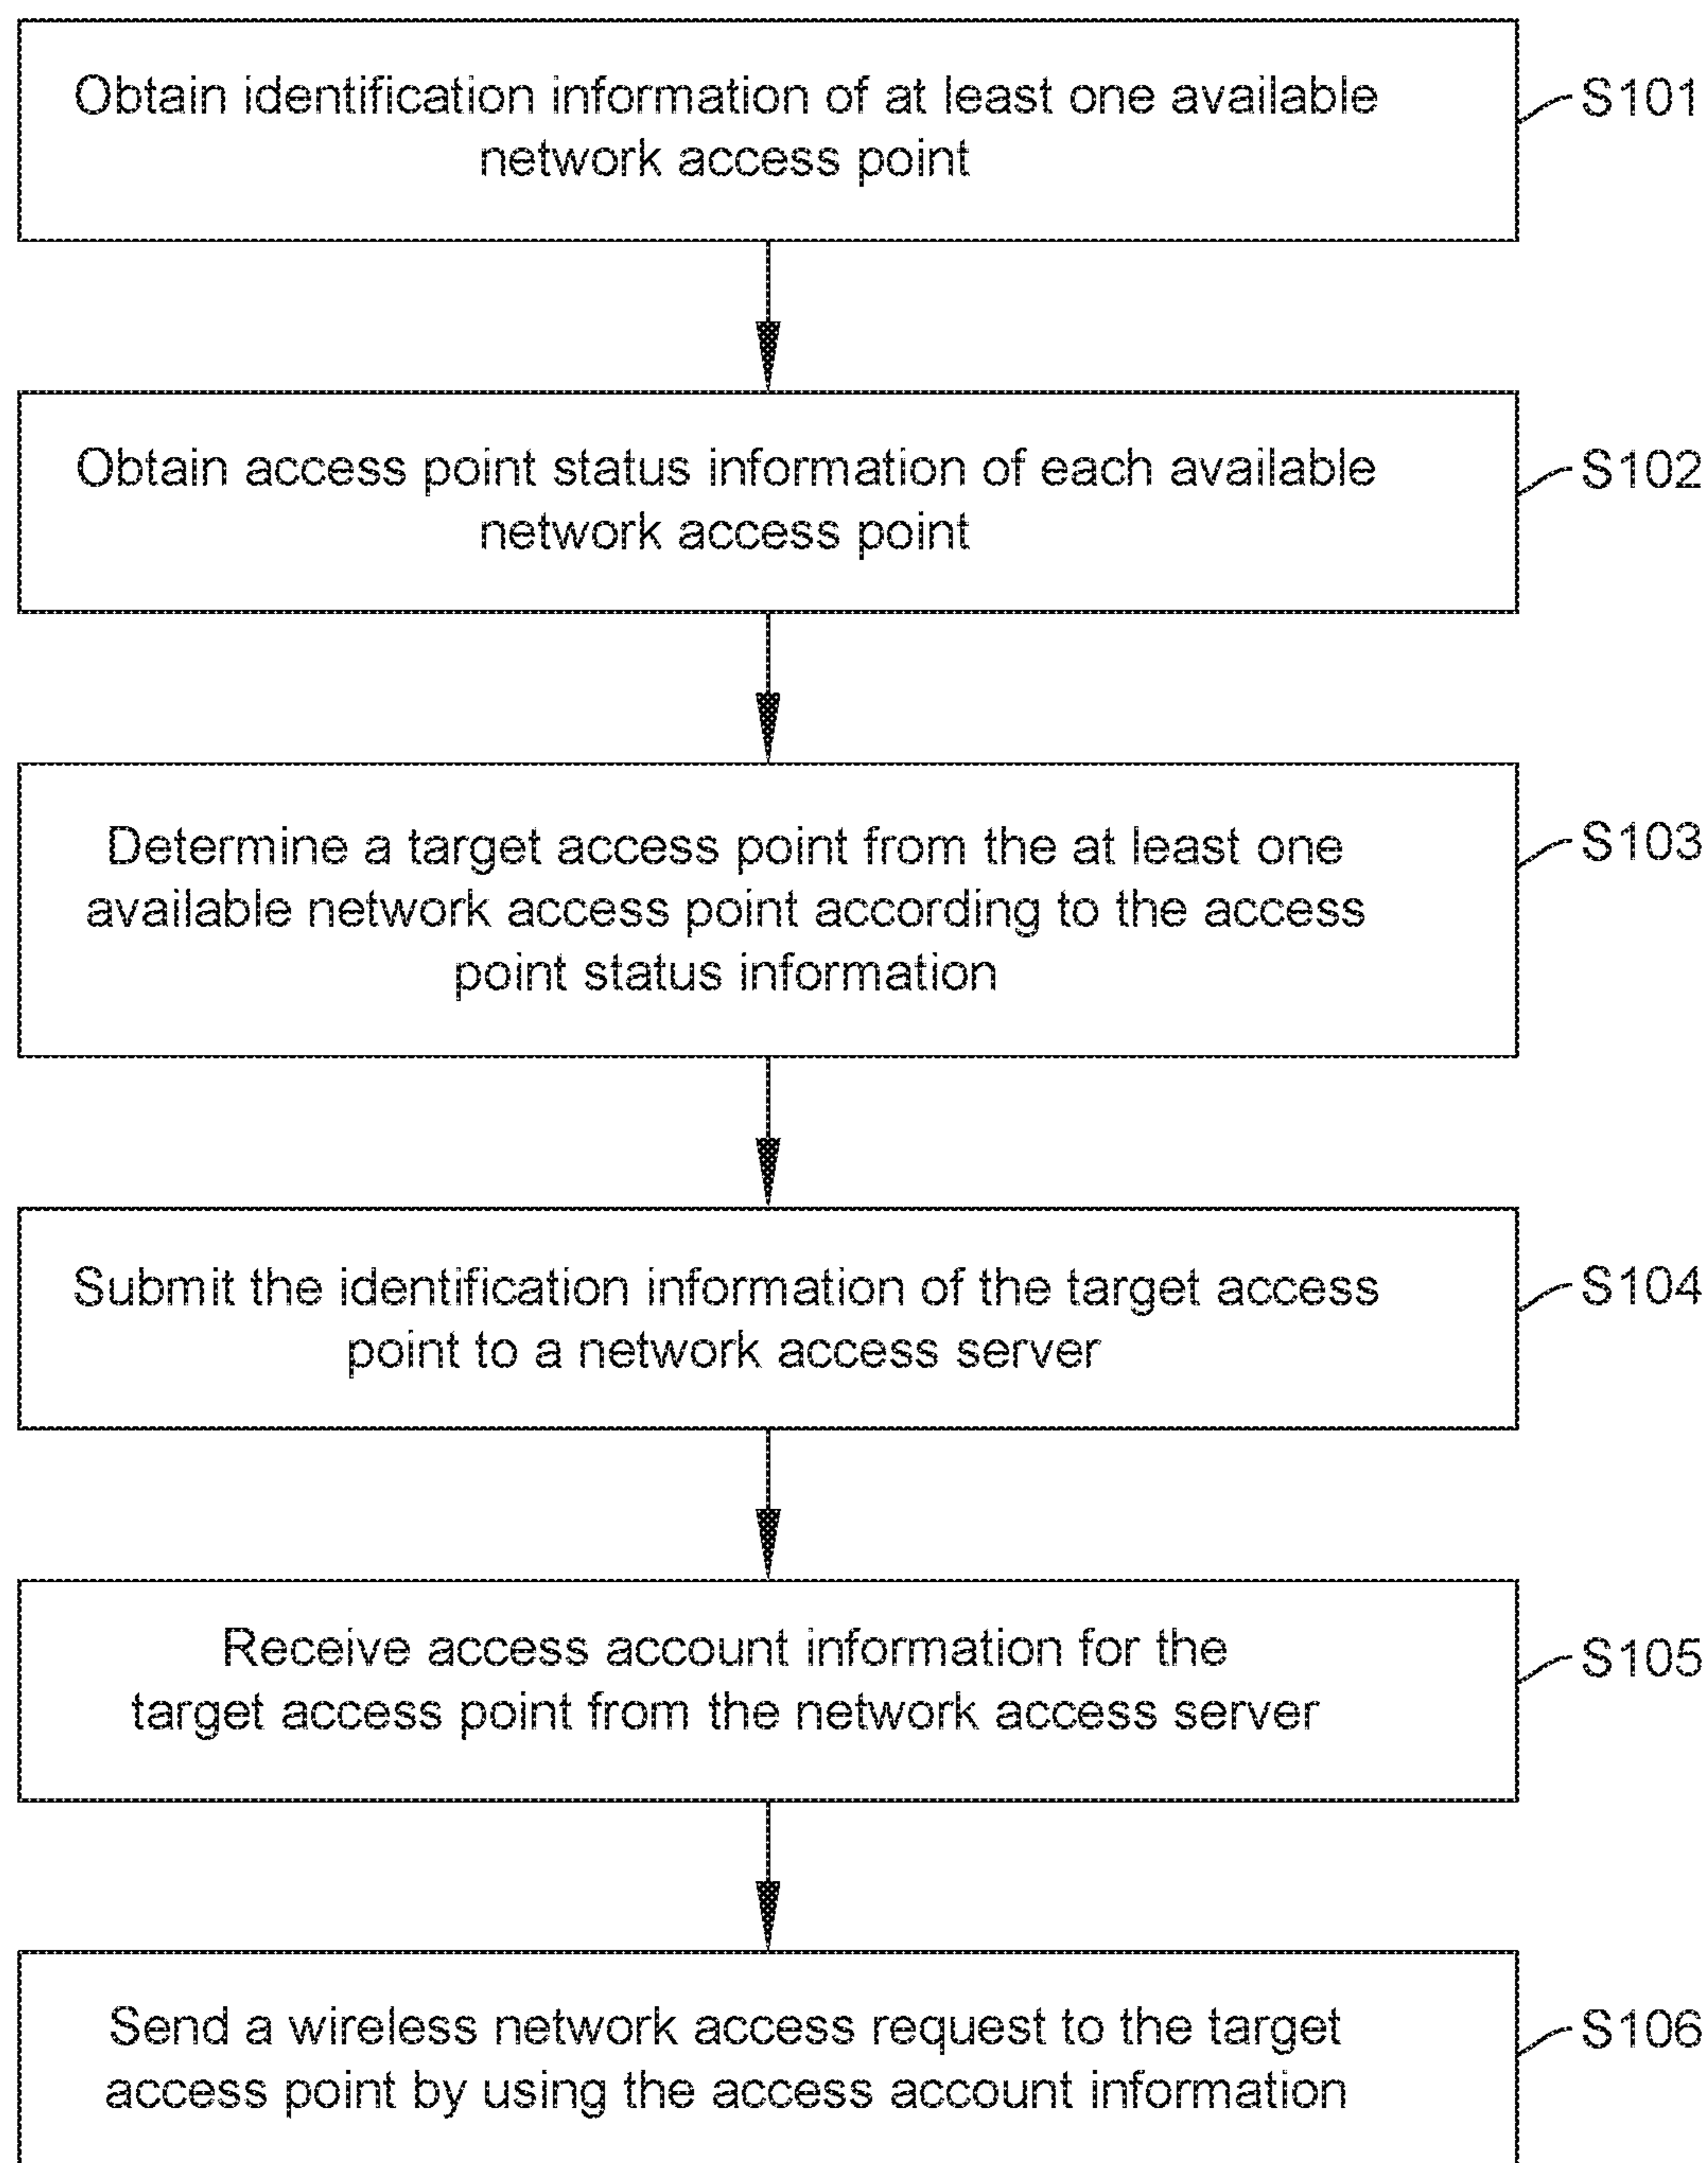 Obtain identification information of at least one available
network access point
S101
Obtain access point status information of each available
network access point
S102
Determine a target access point from the at least one
available network access point according to the access
point status information
S103
Submit the identification information of the target access
point to a network access server
S104
Receive access account information for the
target access point from the network access server
S105
Send a wireless network access request to the target
access point by using the access account information
S106